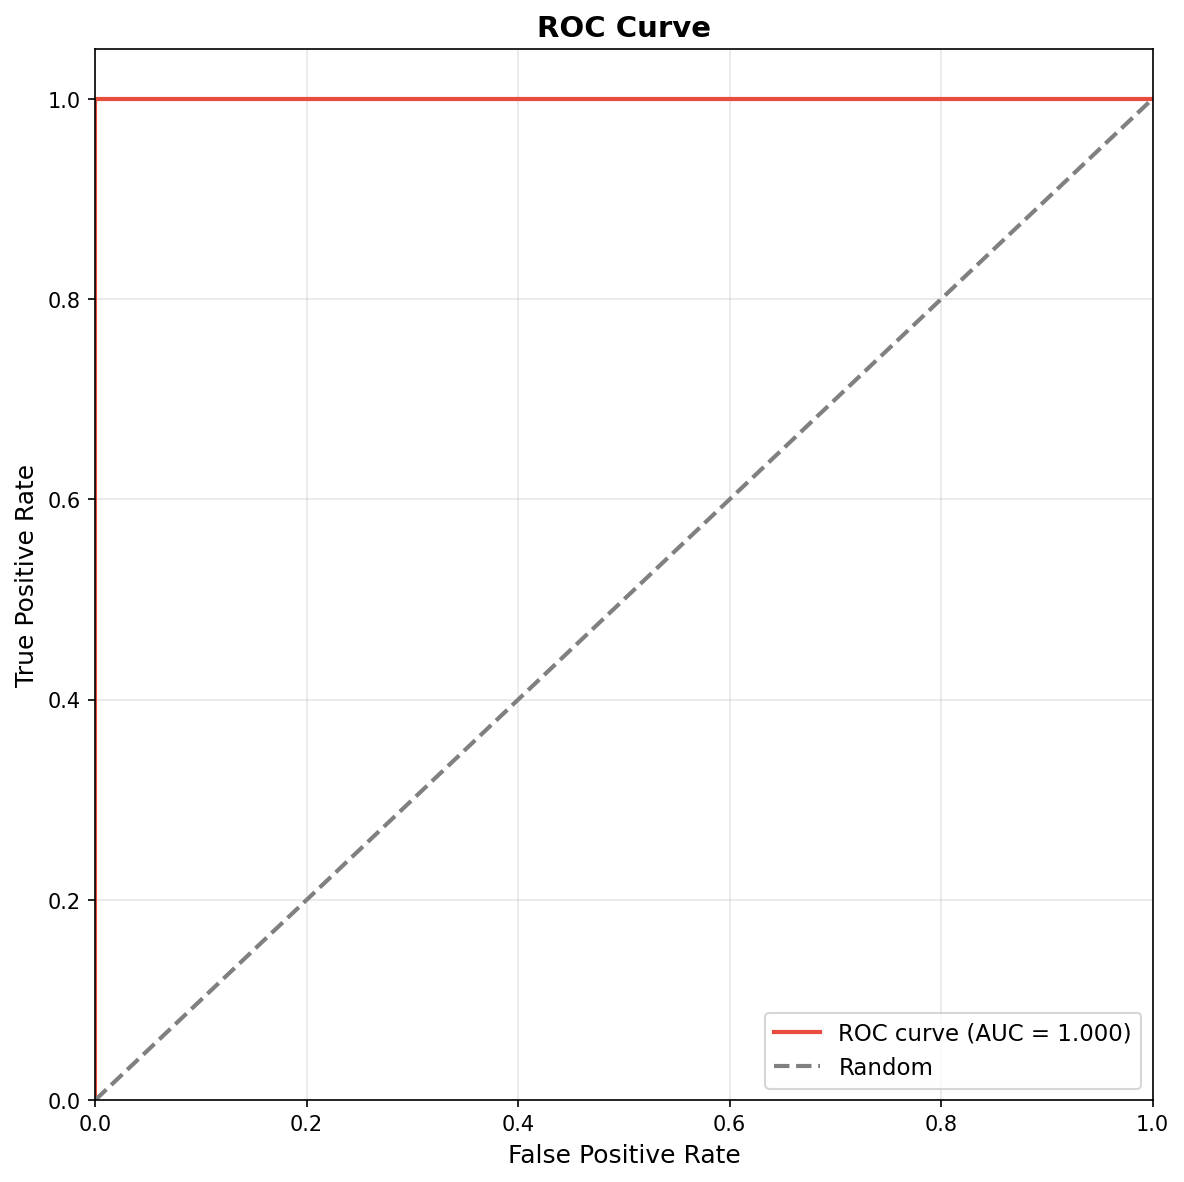 ROC Curve
1.0
0.8
0.6
0.4
0.2
0.0
True Positive Rate
0.0 0.2 0.4 0.6 0.8 1.0
False Positive Rate
ROC curve (AUC = 1.000)
Random